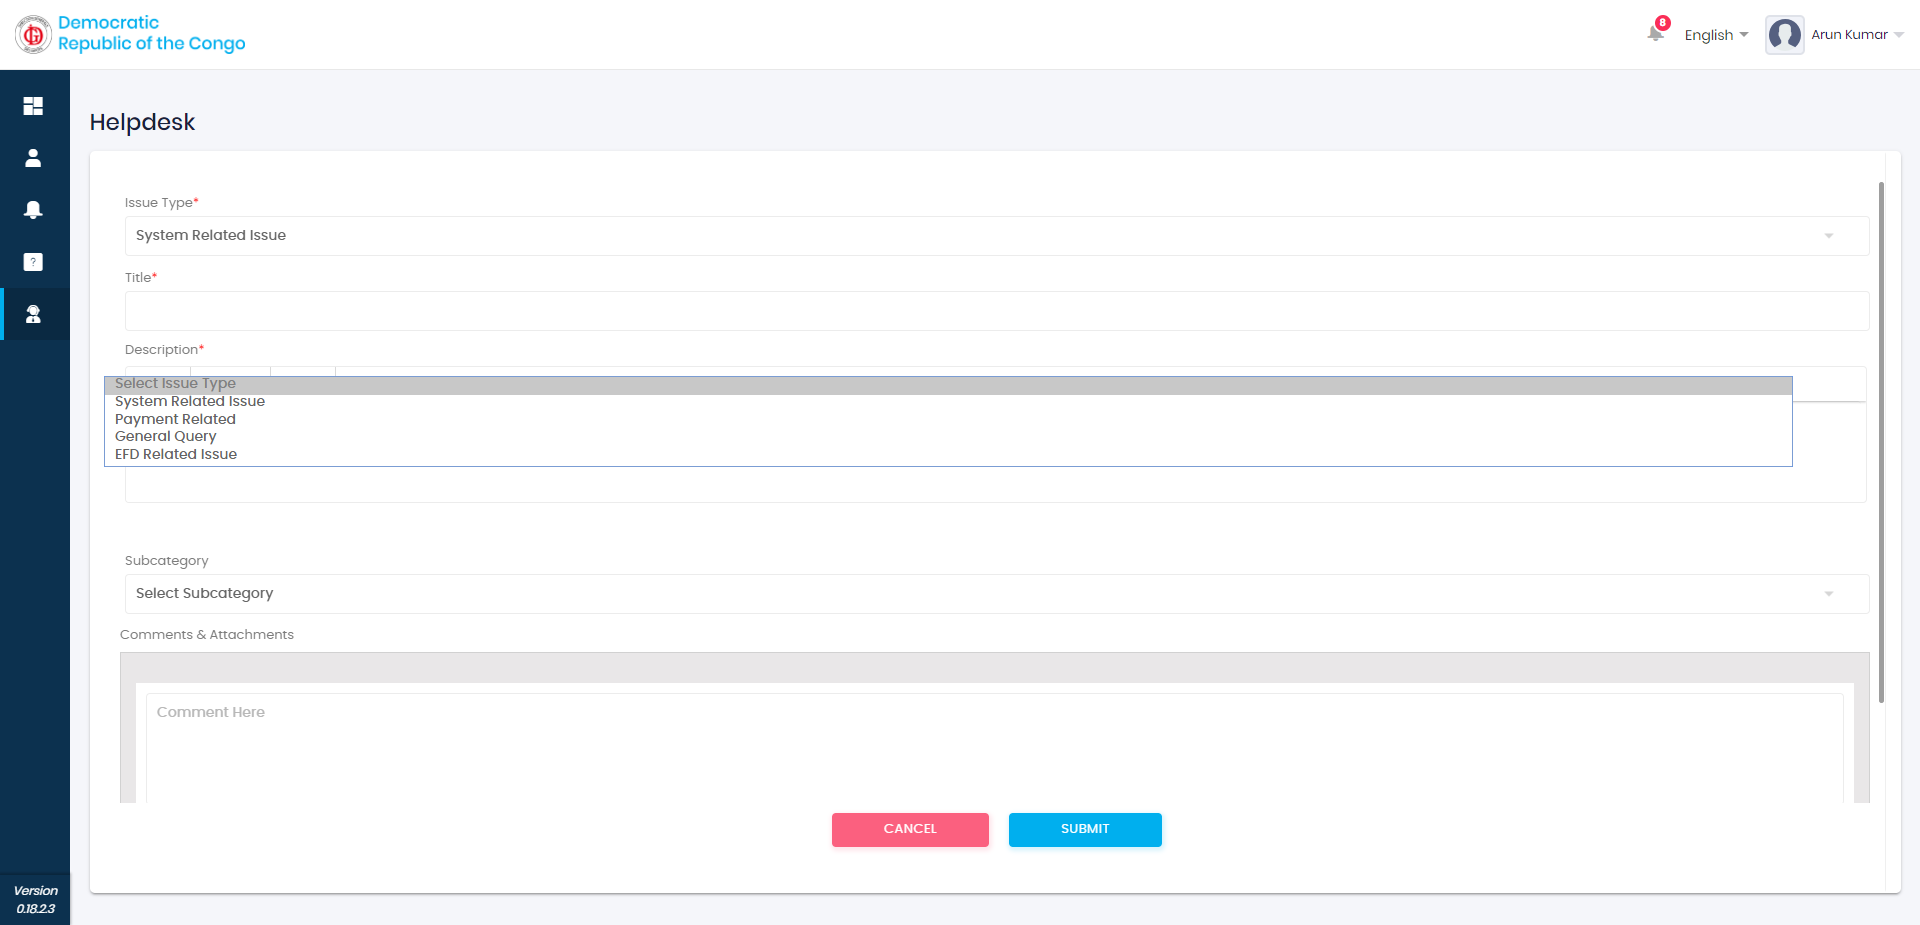 Democratic
Republic of the Congo
8
English
Arun Kumar
Helpdesk
Issue Type*
System Related Issue
Title*
Description*
Select Issue Type
System Related Issue
Payment Related
General Query
EFD Related Issue
Subcategory
Select Subcategory
Comments & Attachments
Comment Here
CANCEL
SUBMIT
?
Version
0.18.2.3